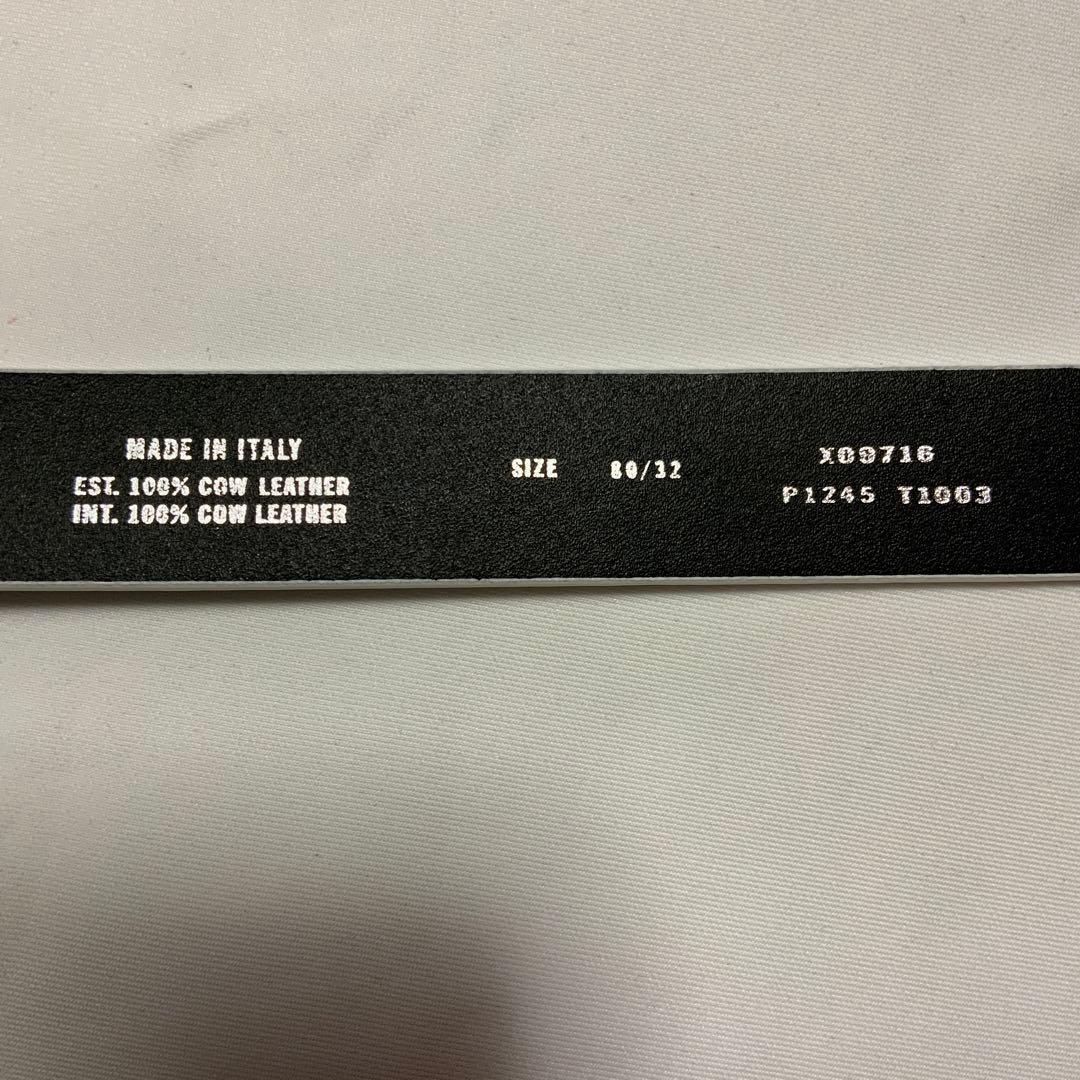 MADE IN ITALY
EST. 100% COW LEATHER
INT. 100% COW LEATHER
SIZE 80/32
X09716
P1245 T1003